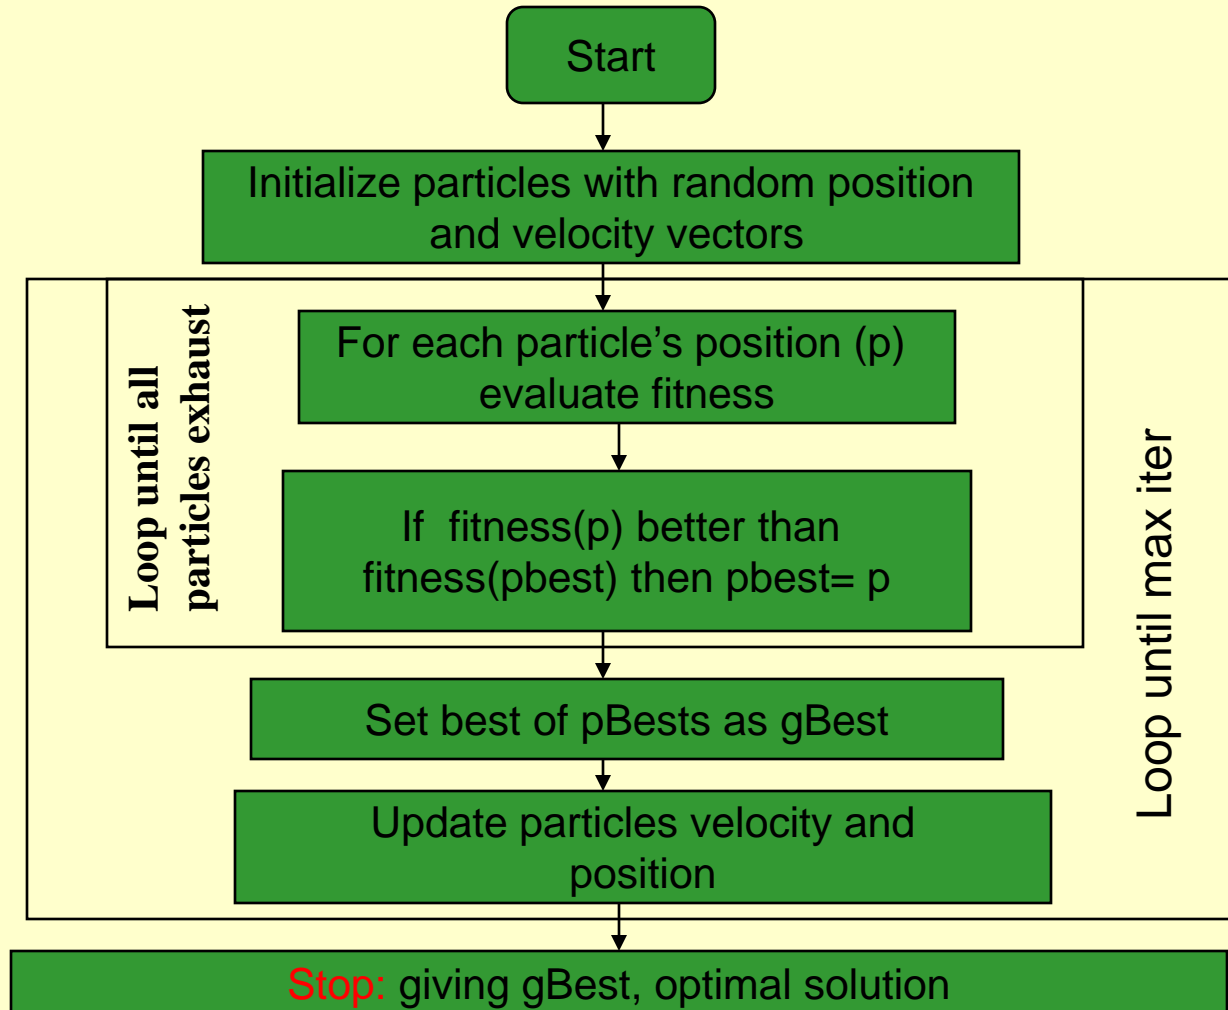 Start
Initialize particles with random position
and velocity vectors
Loop until all
particles exhaust
For each particle’s position (p)
evaluate fitness
If fitness(p) better than
fitness(pbest) then pbest= p
Loop until max iter
Set best of pBests as gBest
Update particles velocity and
position
Stop: giving gBest, optimal solution